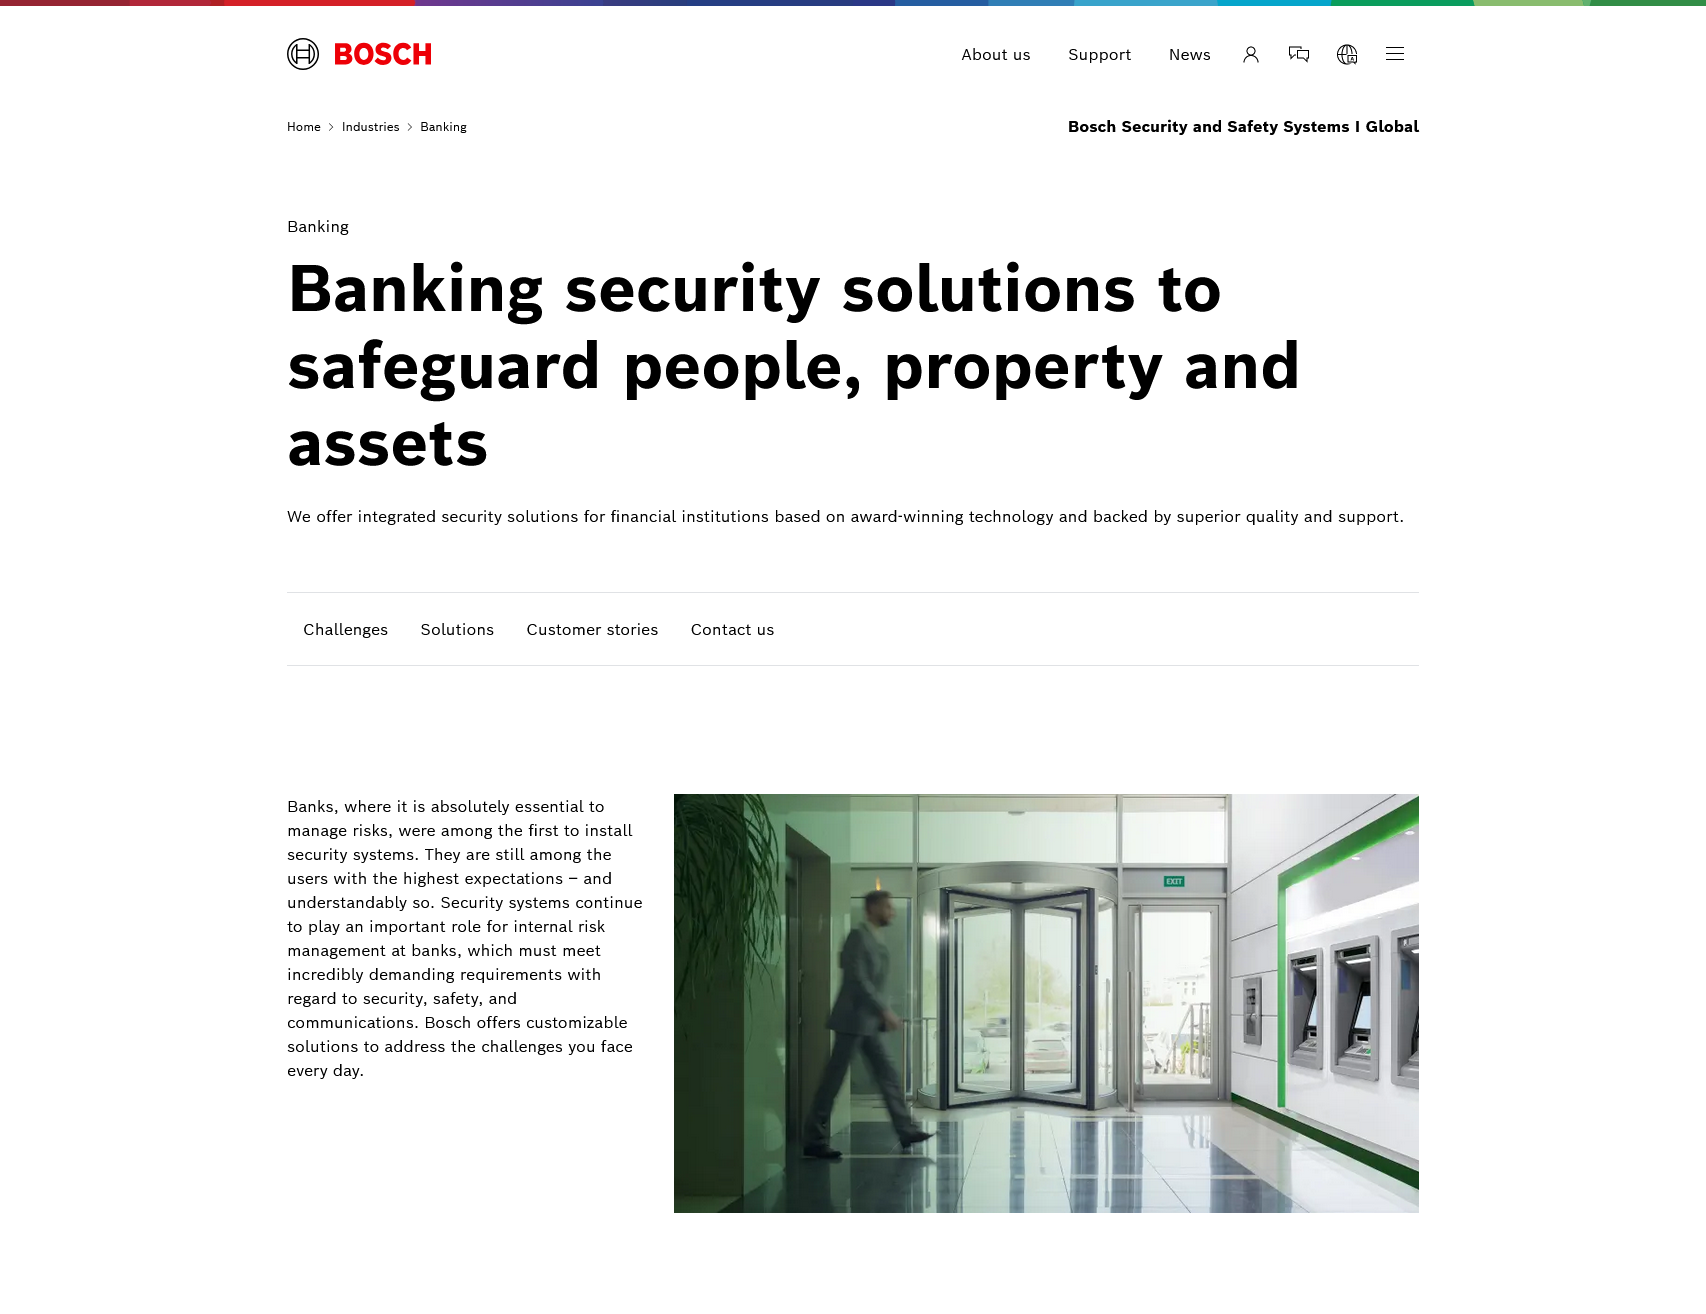 BOSCH
About us
Support
News
Home
Industries
Banking
Bosch Security and Safety Systems I Global
Banking
Banking security solutions to
safeguard people, property and
assets
We offer integrated security solutions for financial institutions based on award-winning technology and backed by superior quality and support.
Challenges
Solutions
Customer stories
Contact us
Banks, where it is absolutely essential to
manage risks, were among the first to install
security systems. They are still among the
users with the highest expectations – and
understandably so. Security systems continue
to play an important role for internal risk
management at banks, which must meet
incredibly demanding requirements with
regard to security, safety, and
communications. Bosch offers customizable
solutions to address the challenges you face
every day.
EXIT